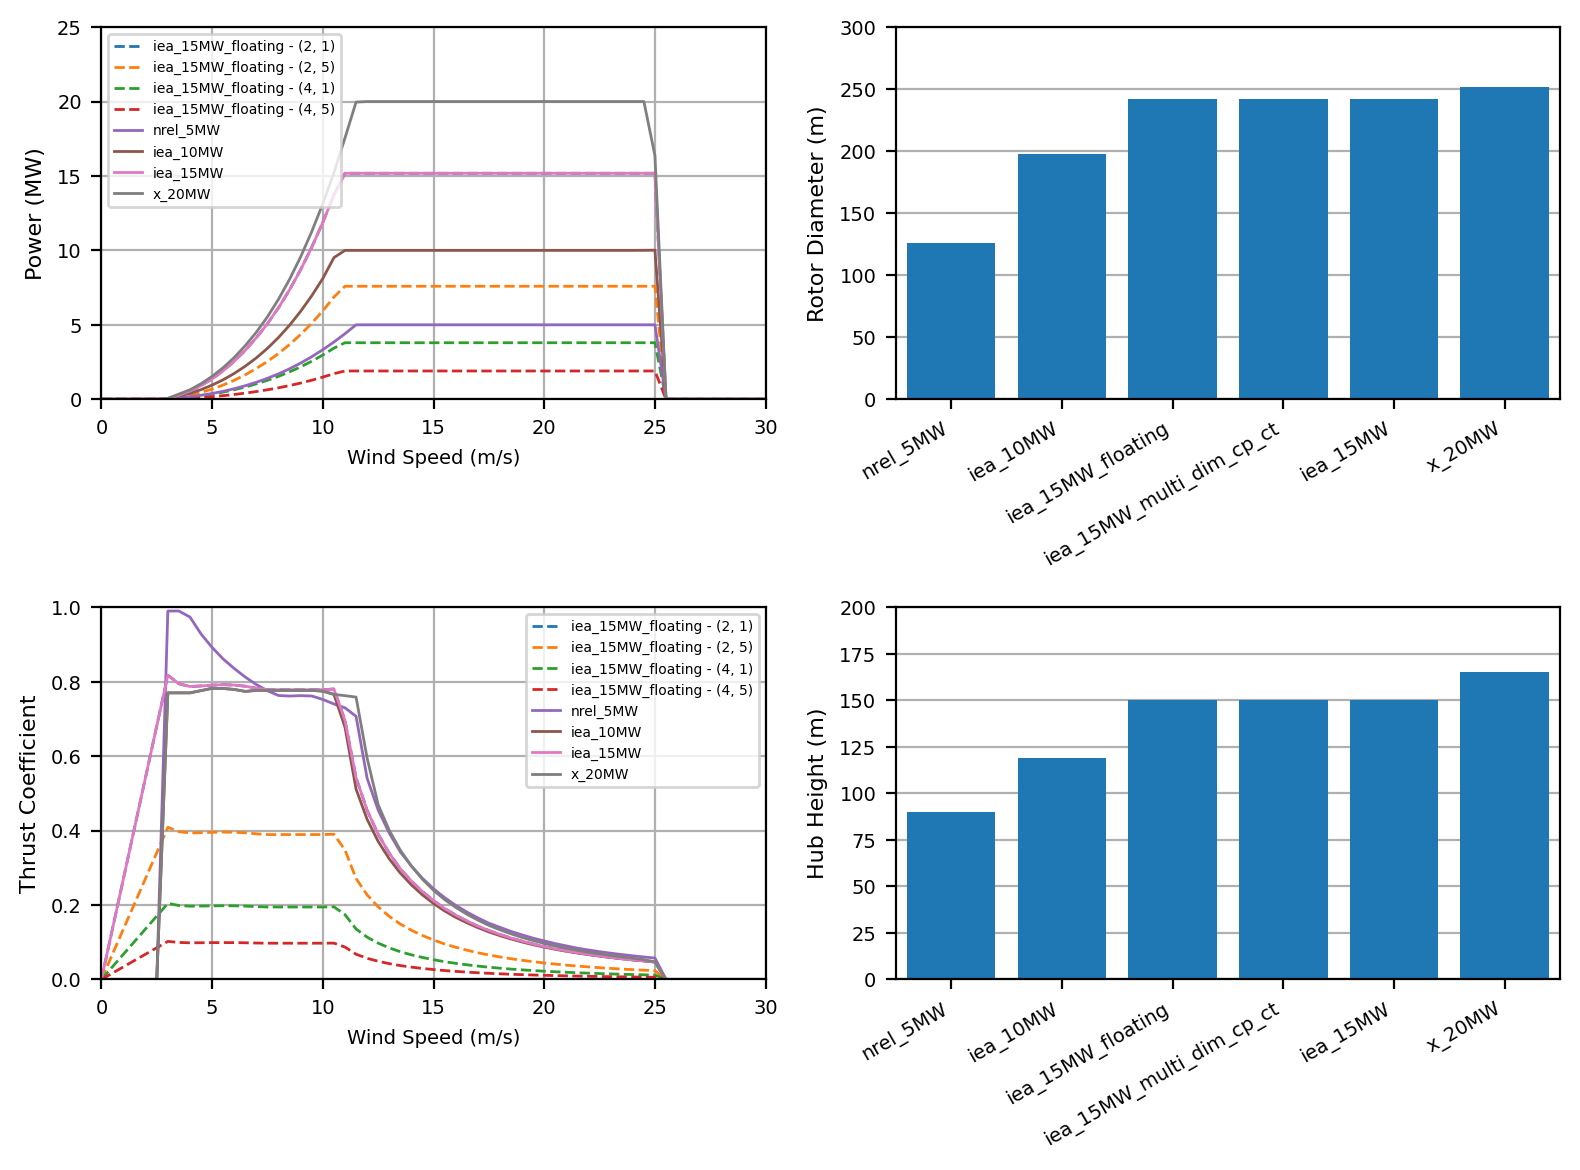 25
20
15
10
5
0
Power (MW)
iea_15MW_floating - (2, 1)
iea_15MW_floating - (2, 5)
iea_15MW_floating - (4, 1)
iea_15MW_floating - (4, 5)
nrel_5MW
iea_10MW
iea_15MW
x_20MW
0 5 10 15 20 25 30
Wind Speed (m/s)
300
250
200
150
100
50
0
Rotor Diameter (m)
nrel_5MW
iea_10MW
iea_15MW_floating
iea_15MW_multi_dim_cp_ct
iea_15MW
x_20MW
1.0
0.8
0.6
0.4
0.2
0.0
Thrust Coefficient
iea_15MW_floating - (2, 1)
iea_15MW_floating - (2, 5)
iea_15MW_floating - (4, 1)
iea_15MW_floating - (4, 5)
nrel_5MW
iea_10MW
iea_15MW
x_20MW
0 5 10 15 20 25 30
Wind Speed (m/s)
200
175
150
125
100
75
50
25
0
Hub Height (m)
nrel_5MW
iea_10MW
iea_15MW_floating
iea_15MW_multi_dim_cp_ct
iea_15MW
x_20MW